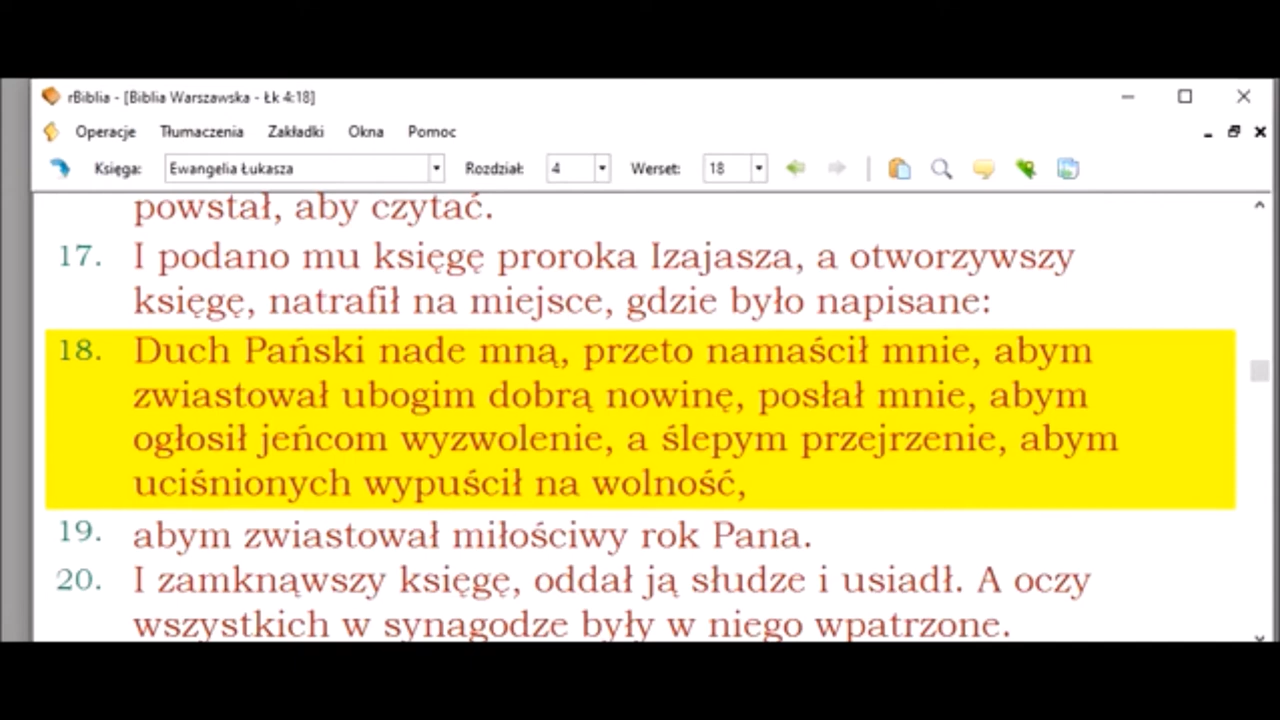 rBiblia - [Biblia Warszawska - Łk 4:18]
Operacje Tłumaczenia Zakładki Okna Pomoc
Księga: Ewangelia Łukasza Rozdział: 4 Werset: 18
powstał, aby czytać.
17. I podano mu księgę proroka Izajasza, a otworzywszy
księgę, natrafił na miejsce, gdzie było napisane:
18. Duch Pański nade mną, przeto namaścił mnie, abym
zwiastował ubogim dobrą nowinę, posłał mnie, abym
ogłosił jeńcom wyzwolenie, a ślepym przejrzenie, abym
uciśnionych wypuścił na wolność,
19. abym zwiastował miłościwy rok Pana.
20. I zamknąwszy księgę, oddał ją słudze i usiadł. A oczy
wszystkich w synagodze były w niego wpatrzone.